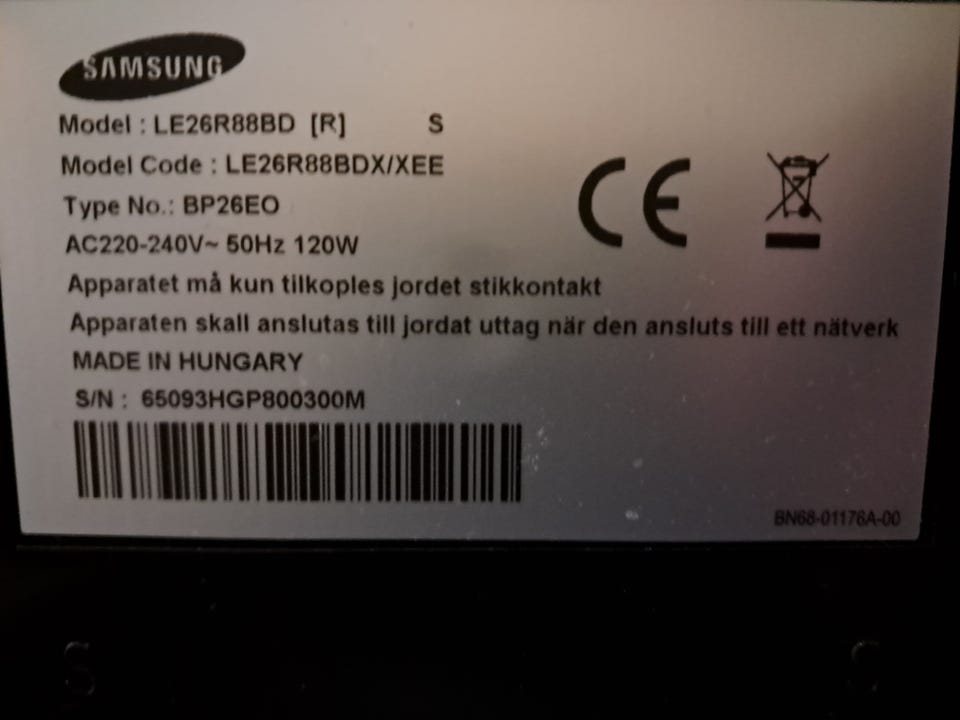 SAMSUNG
Model : LE26R88BD [R] S
Model Code : LE26R88BDX/XEE
Type No.: BP26EO
AC220-240V~ 50Hz 120W
Apparatet må kun tilkoples jordet stikkontakt
Apparaten skall anslutas till jordat uttag när den ansluts till ett nätverk
MADE IN HUNGARY
S/N : 65093HGP800300M
CE
BN68-01176A-00
S